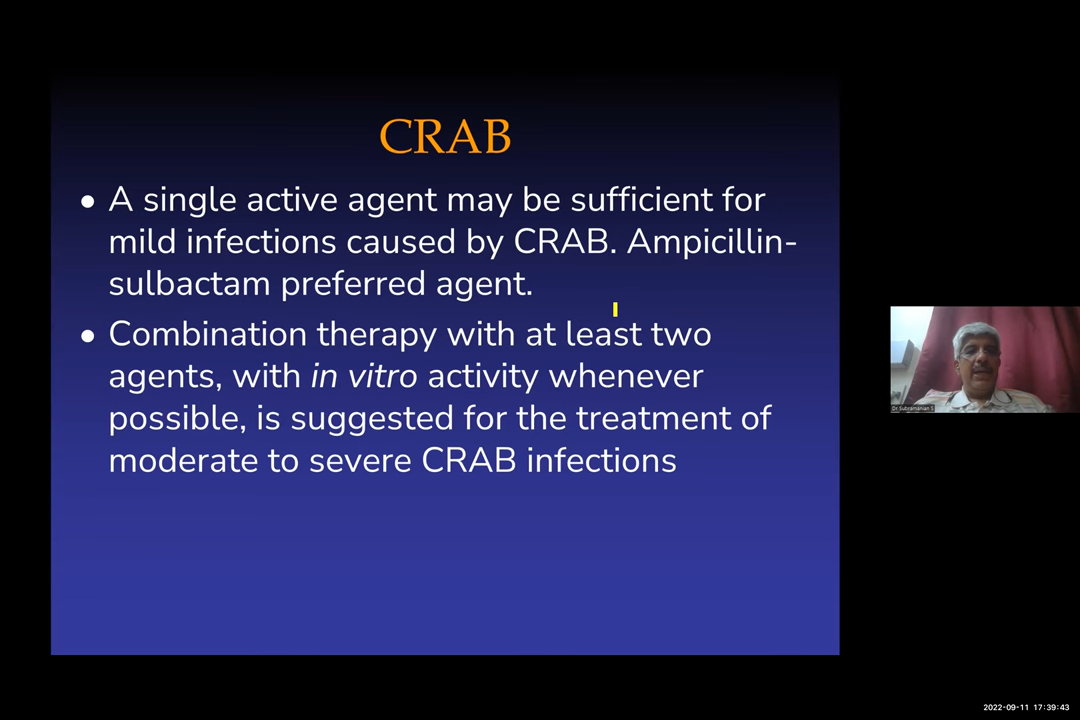 CRAB
• A single active agent may be sufficient for
mild infections caused by CRAB. Ampicillin-
sulbactam preferred agent.
• Combination therapy with at least two
agents, with in vitro activity whenever
possible, is suggested for the treatment of
moderate to severe CRAB infections
Dr Subramanian S
2022-09-11 17:39:43